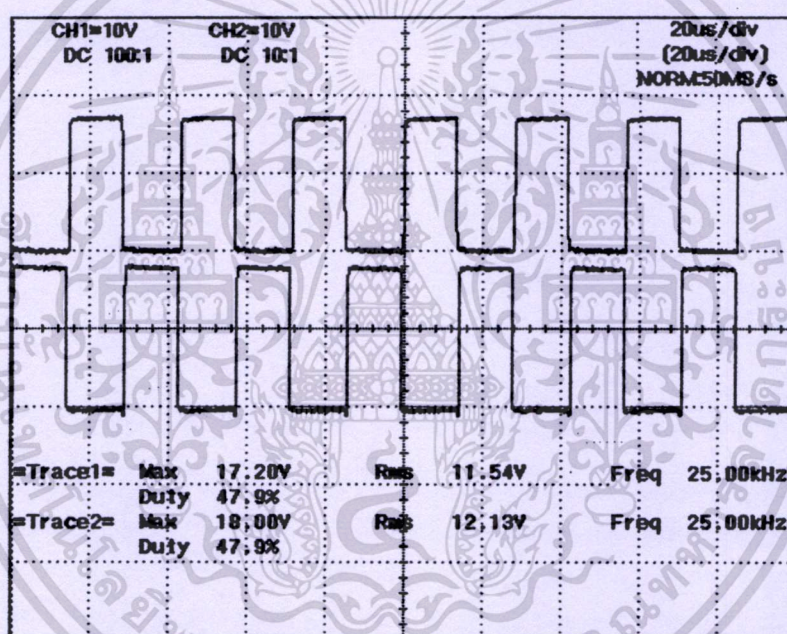 CH1=10V CH2=10V 20us/div
DC 100:1 DC 10:1 (20us/div)
NORM:50MS/s
=Trace1= Max 17.20V Rms 11.54V Freq 25.00kHz
Duty 47.9%
=Trace2= Max 18.00V Rms 12.13V Freq 25.00kHz
Duty 47.9%